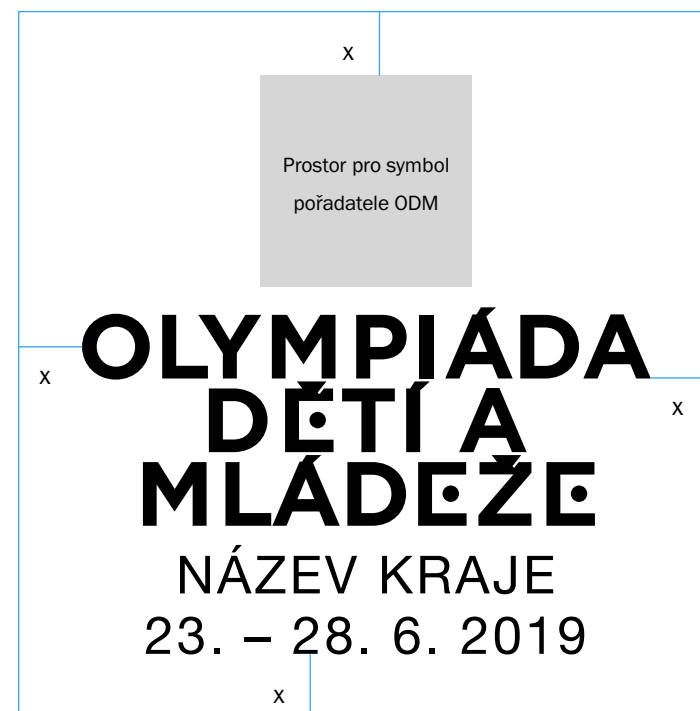 x
Prostor pro symbol
pořadatele ODM
OLYMPIÁDA
x
x
DĚTÍ A
MLÁDEŽE
NÁZEV KRAJE
23. – 28. 6. 2019
x